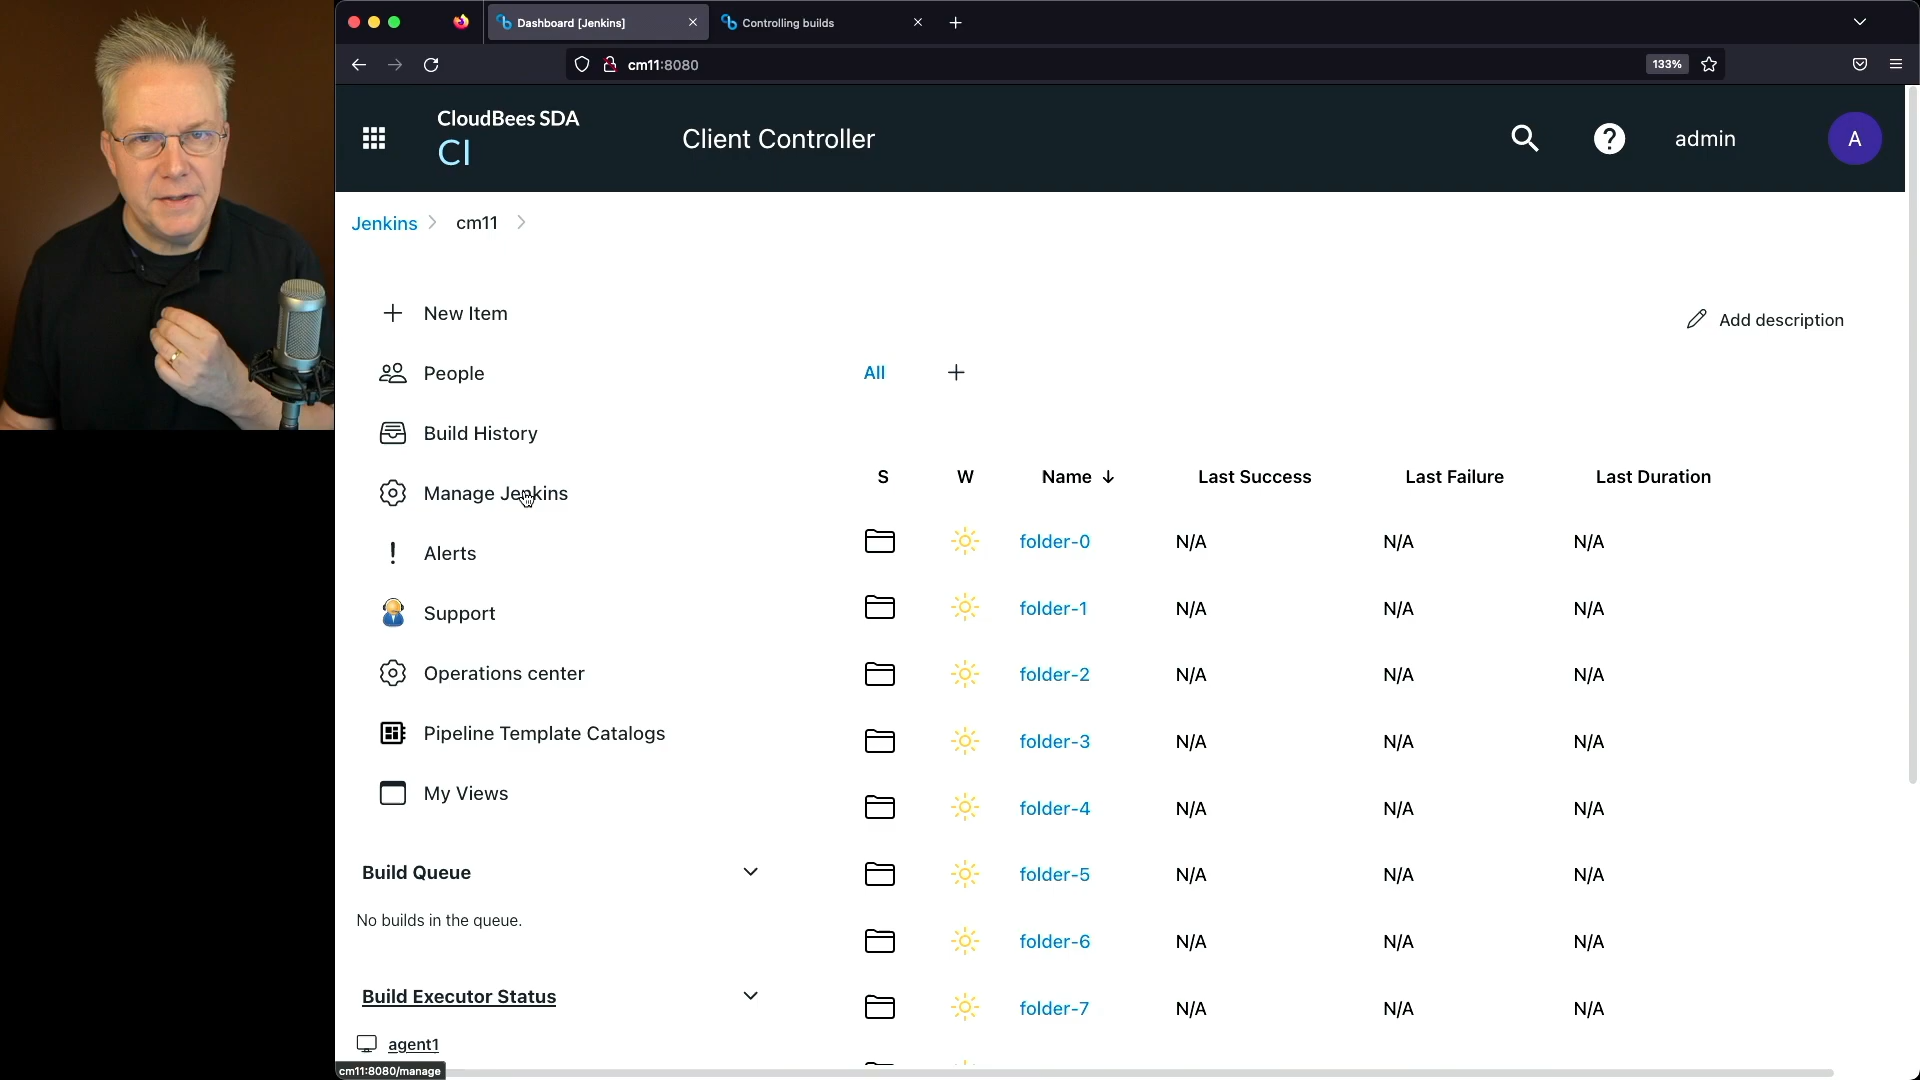 Dashboard [Jenkins]
Controlling builds
cm11:8080
133%
CloudBees SDA
CI
Client Controller
admin
A
Jenkins
cm11
New Item
People
Build History
Manage Jenkins
Alerts
Support
Operations center
Pipeline Template Catalogs
My Views
Build Queue
No builds in the queue.
Build Executor Status
agent1
cm11:8080/manage
Add description
All
S W Name ↓ Last Success Last Failure Last Duration
folder-0 N/A N/A N/A
folder-1 N/A N/A N/A
folder-2 N/A N/A N/A
folder-3 N/A N/A N/A
folder-4 N/A N/A N/A
folder-5 N/A N/A N/A
folder-6 N/A N/A N/A
folder-7 N/A N/A N/A